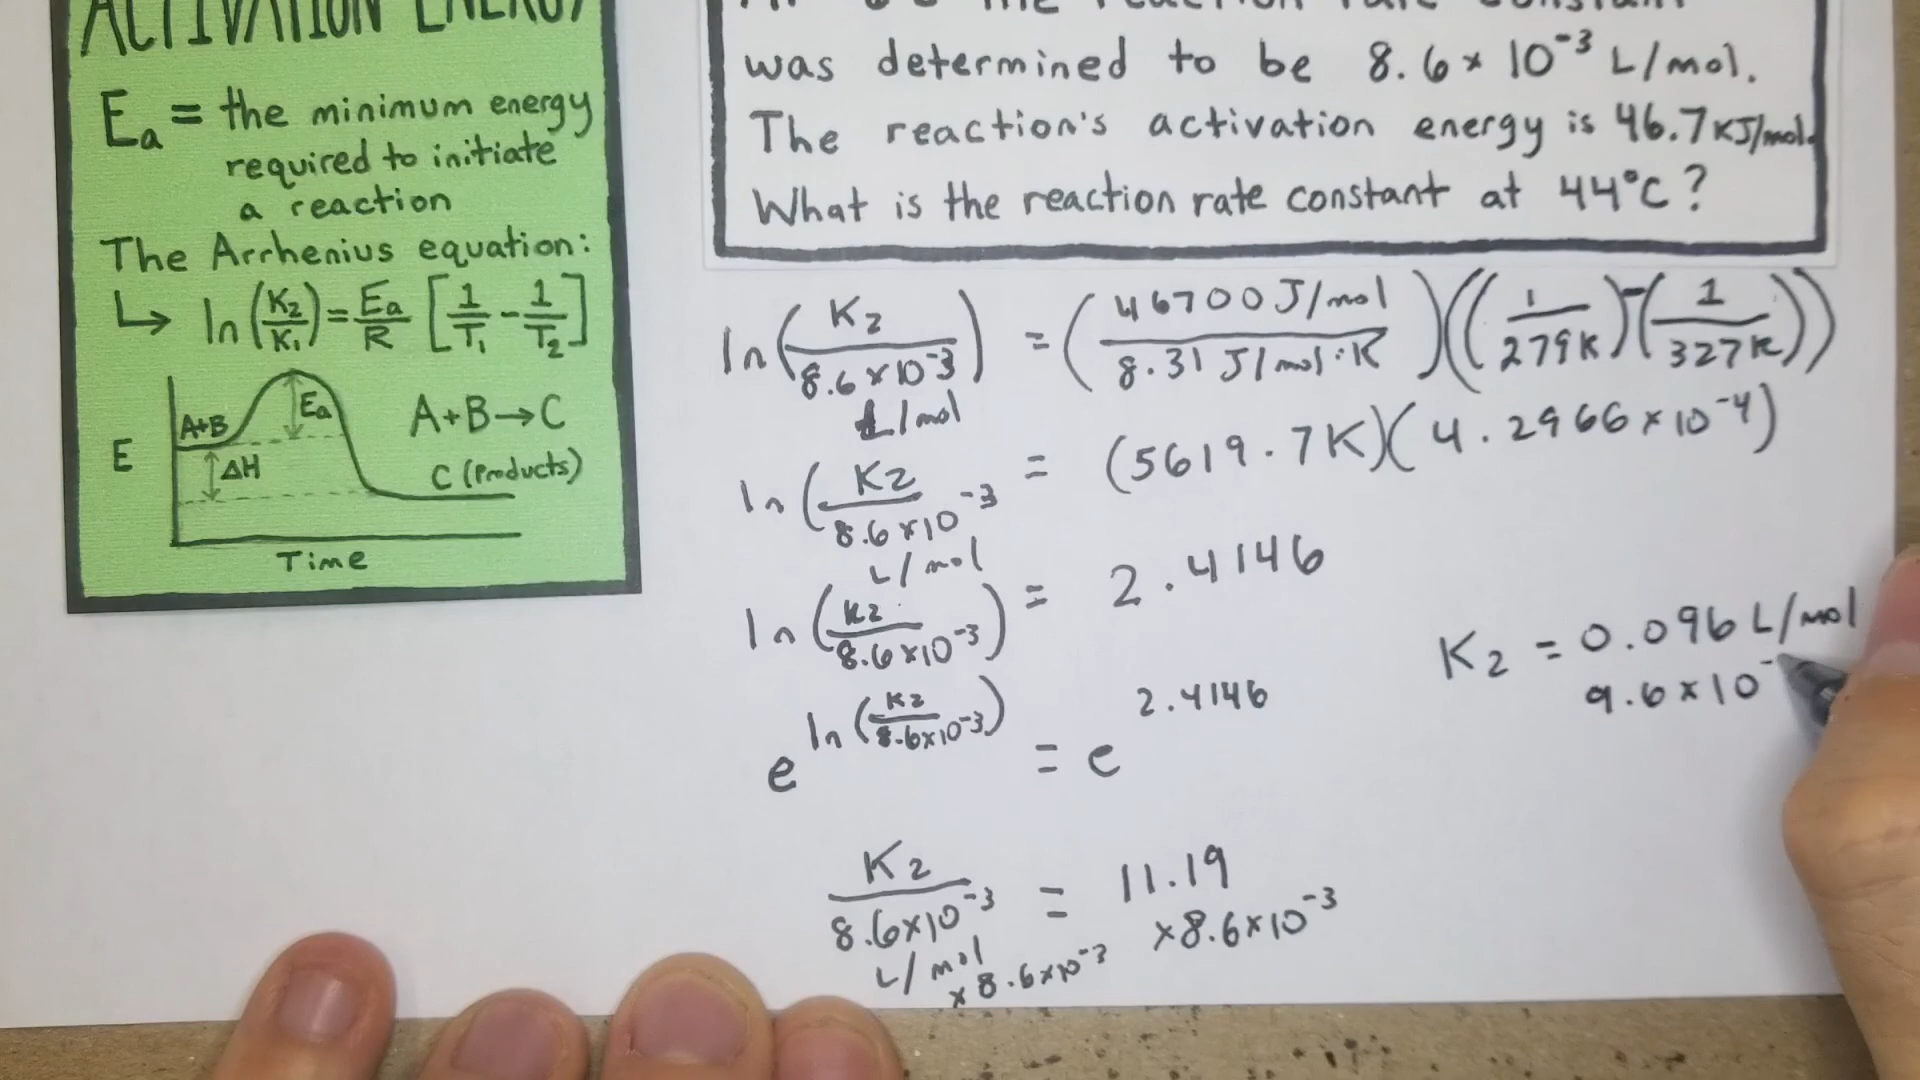 ACTIVATION ENERGY
Ea = the minimum energy
required to initiate
a reaction
The Arrhenius equation:
↳ ln(K2/K1) = Ea/R [1/T1 - 1/T2]
A+B
Ea
A+B→C
E
ΔH
C (Products)
Time
the reaction rate constant
was determined to be 8.6 × 10⁻³ L/mol.
The reaction's activation energy is 46.7 KJ/mol.
What is the reaction rate constant at 44°C?
ln(K2/8.6×10⁻³ L/mol) = (46700 J/mol / 8.31 J/mol·K)((1/279K)-(1/327K))
ln(K2/8.6×10⁻³ L/mol = (5619.7K)(4.2966×10⁻⁴)
ln(K2/8.6×10⁻³) = 2.4146
e^ln(K2/8.6×10⁻³) = e^2.4146
K2/8.6×10⁻³ L/mol = 11.19
×8.6×10⁻³ ×8.6×10⁻³
K2 = 0.096 L/mol
9.6×10⁻